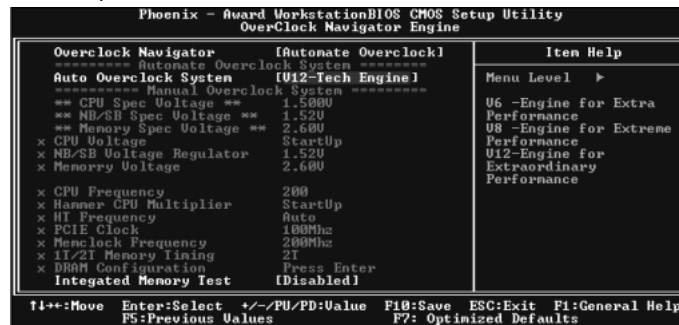 Phoenix - Award WorkstationBIOS CMOS Setup Utility
OverClock Navigator Engine
Overclock Navigator [Automate Overclock] Item Help
========= Automate Overclock System ========
Auto Overclock System [V12-Tech Engine] Menu Level ▶
========== Manual Overclock System =========
** CPU Spec Voltage ** 1.500V V6 -Engine for Extra
** NB/SB Spec Voltage ** 1.52V Performance
** Memory Spec Voltage ** 2.60V V8 -Engine for Extreme
x CPU Voltage StartUp Performance
x NB/SB Voltage Regulator 1.52V V12-Engine for
x Memorry Voltage 2.60V Extraordinary
Performance
x CPU Frequency 200
x Hammer CPU Multiplier StartUp
x HT Frequency Auto
x PCIE Clock 100Mhz
x Memclock Frequency 200Mhz
x 1T/2T Memory Timing 2T
x DRAM Configuration Press Enter
Integated Memory Test [Disabled]
↑↓→←:Move Enter:Select +/-/PU/PD:Value F10:Save ESC:Exit F1:General Help
F5:Previous Values F7: Optimized Defaults